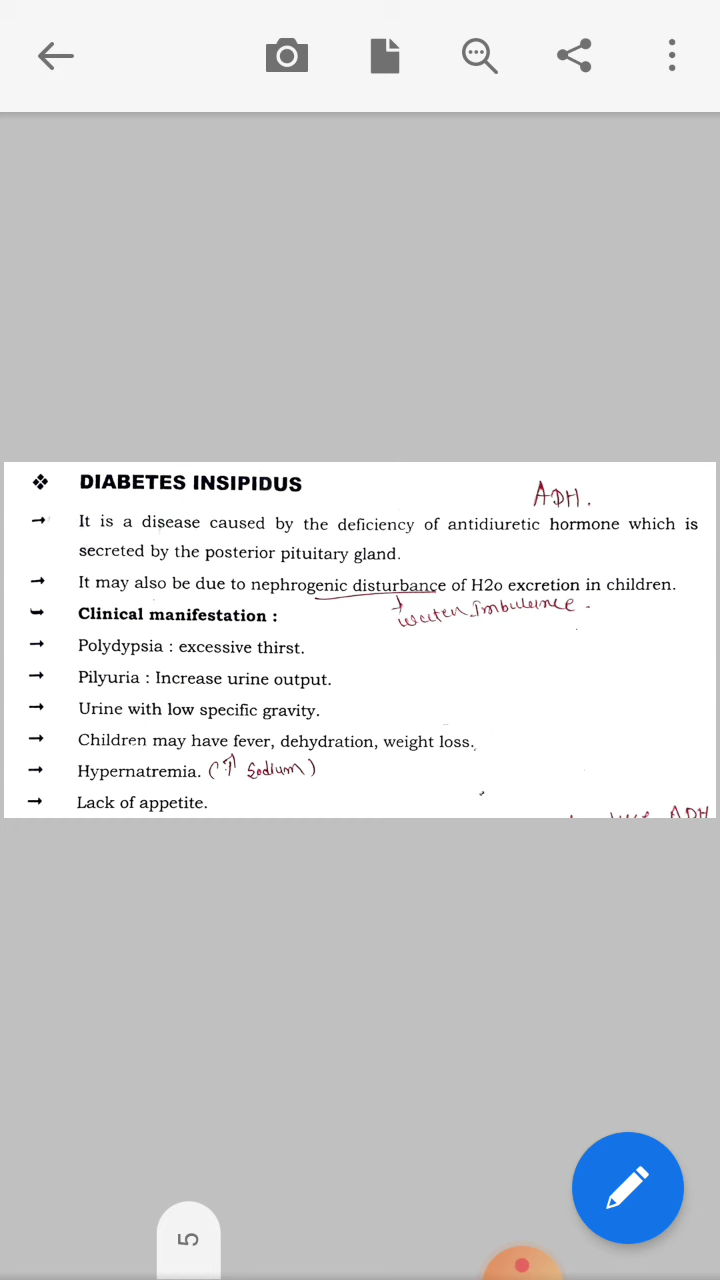 ❖ DIABETES INSIPIDUS
ADH.
→ It is a disease caused by the deficiency of antidiuretic hormone which is
secreted by the posterior pituitary gland.
→ It may also be due to nephrogenic disturbance of H2o excretion in children.
Clinical manifestation :
→ Polydypsia : excessive thirst.
→ Pilyuria : Increase urine output.
→ Urine with low specific gravity.
→ Children may have fever, dehydration, weight loss.
→ Hypernatremia. (↑ Sodium)
→ Lack of appetite.
ADH
5